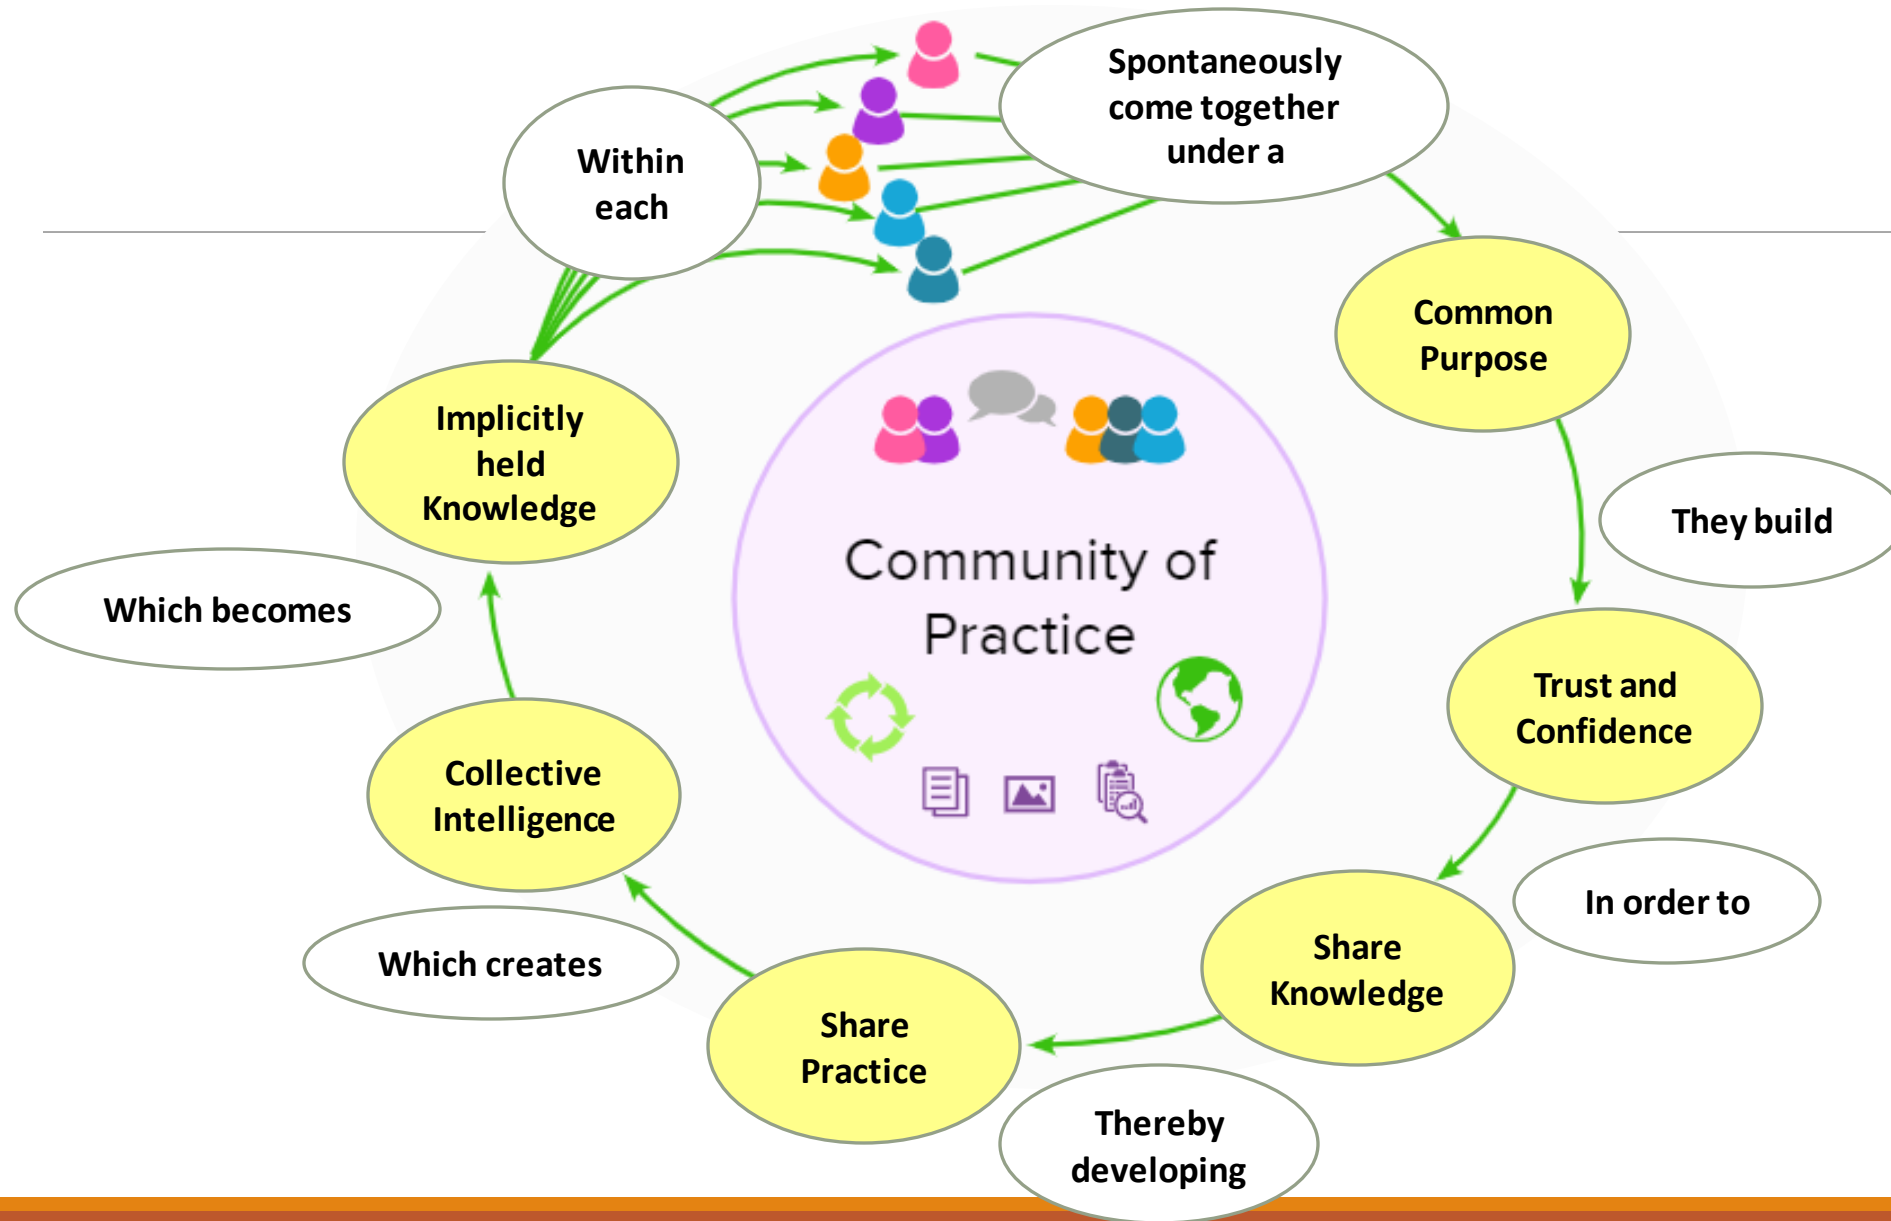 Spontaneously
come together
under a
Within
each
Common
Purpose
They build
Trust and
Confidence
In order to
Share
Knowledge
Thereby
developing
Share
Practice
Which creates
Collective
Intelligence
Which becomes
Implicitly
held
Knowledge
Community of
Practice